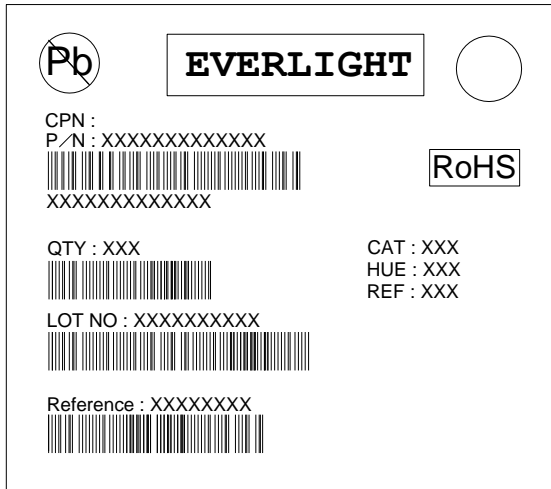 Pb
EVERLIGHT
CPN :
P/N : XXXXXXXXXXXXX
RoHS
XXXXXXXXXXXXX
QTY : XXX
CAT : XXX
HUE : XXX
REF : XXX
LOT NO : XXXXXXXXXX
Reference : XXXXXXXX